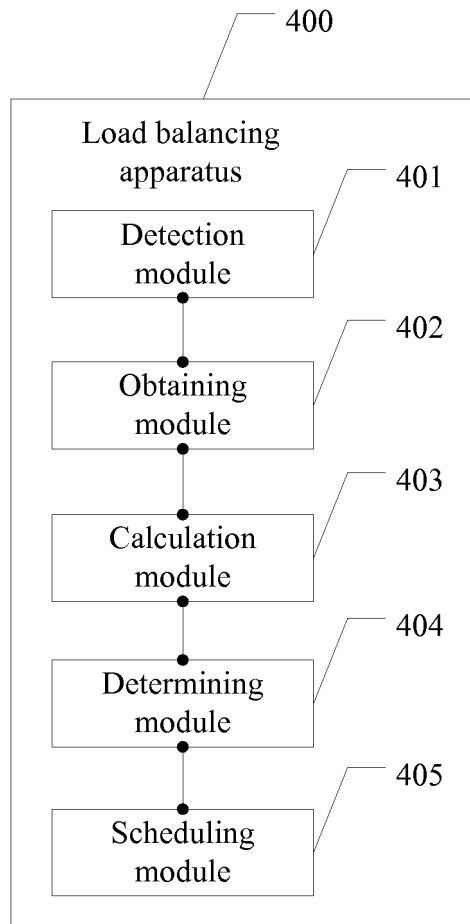 400
Load balancing
apparatus
401
Detection
module
402
Obtaining
module
403
Calculation
module
404
Determining
module
405
Scheduling
module